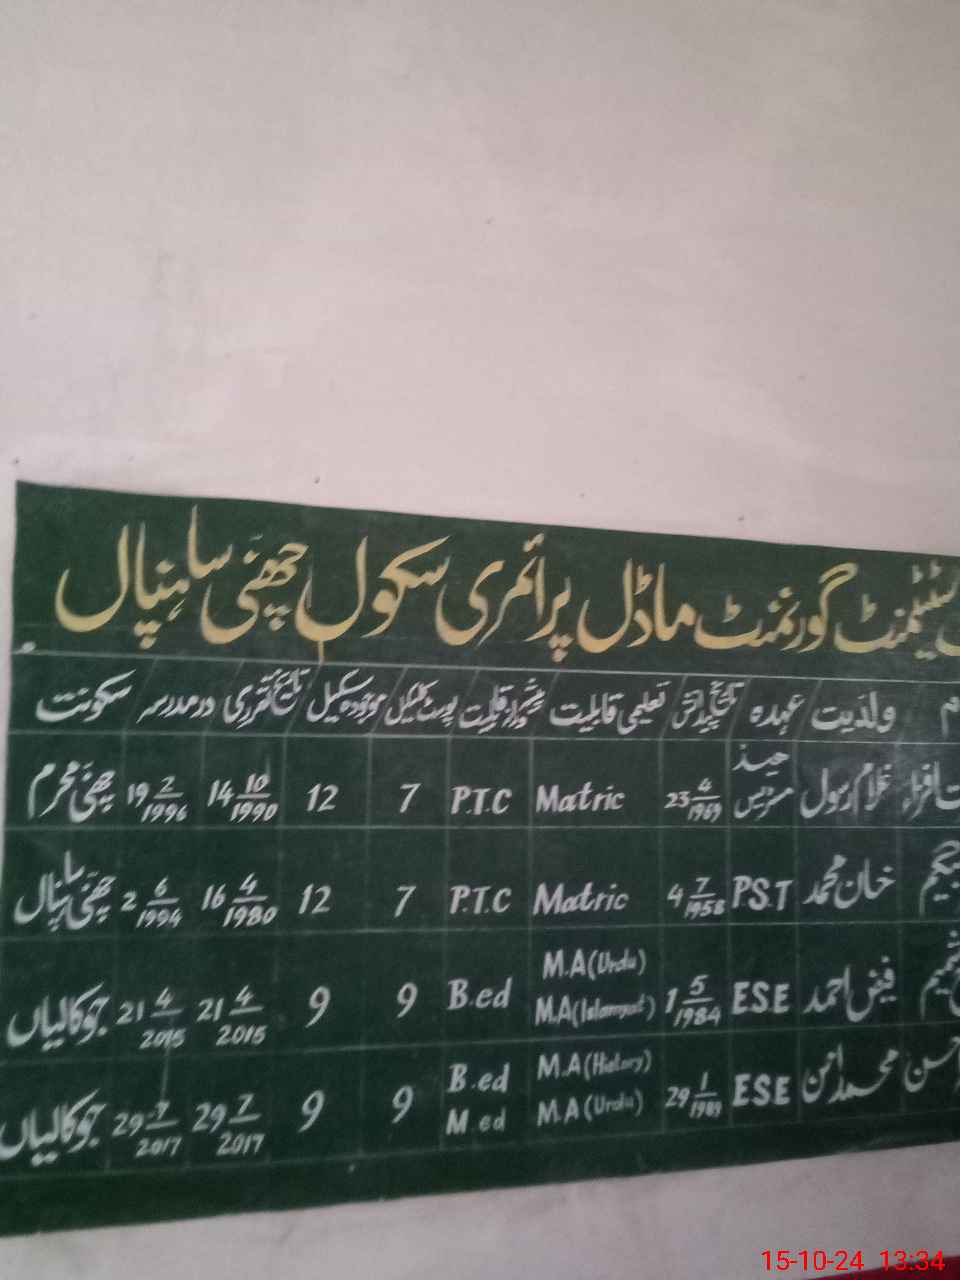 سٹیٹمنٹ گورنمنٹ ماڈل پرائمری سکول چھنی ساہنپال
ولدیت عہدہ تاریخ پیدائش تعلیمی قابلیت پیشہ ورانہ قابلیت پوسٹ سکیل موجودہ سکیل تاریخ تقرری در مدرسہ سکونت
غلام رسول ہیڈ مسٹریس 23 4/1969 Matric P.T.C 7 12 14 10/1990 19 2/1996 چھنی محرم
خان محمد P.S.T 4 7/1958 Matric P.T.C 7 12 16 4/1980 2 6/1994 چھنی ساہنپال
فیض احمد ESE 1 5/1984 M.A (Urdu) M.A (Islamyat) B.ed 9 9 21 4/2015 21 4/2015 جوکالیاں
محمد ESE 29 1/1989 M.A (History) M.A (Urdu) B.ed M.ed 9 9 29 7/2017 29 7/2017 جوکالیاں
15-10-24 13:34